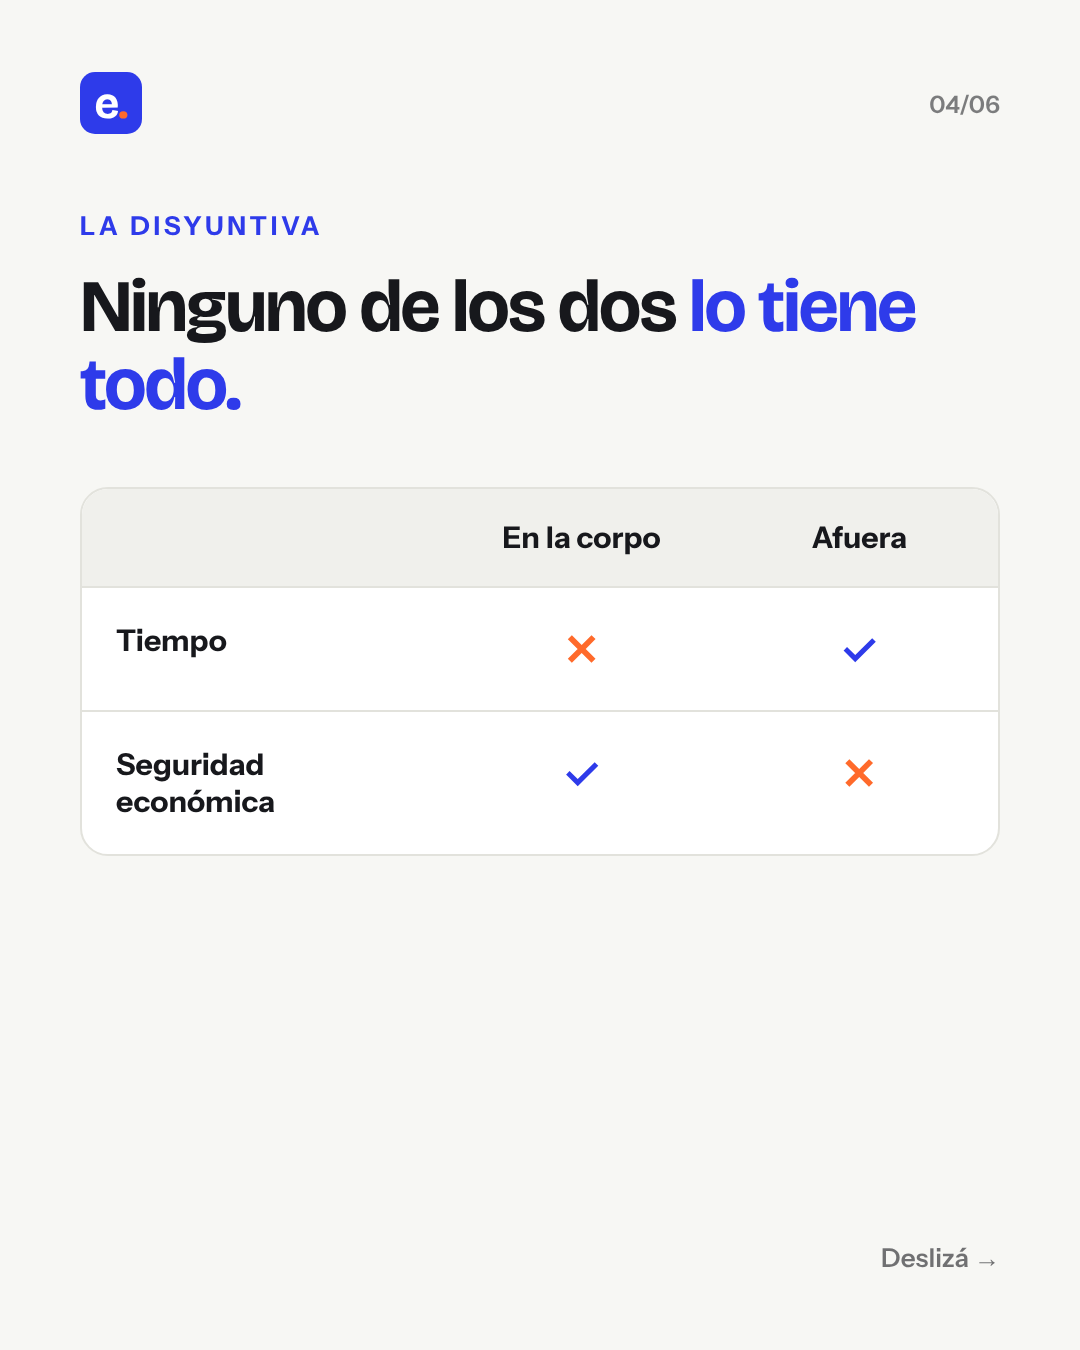 e.
04/06
LA DISYUNTIVA
Ninguno de los dos lo tiene
todo.
En la corpo Afuera
Tiempo ✕ ✓
Seguridad
económica ✓ ✕
Deslizá →